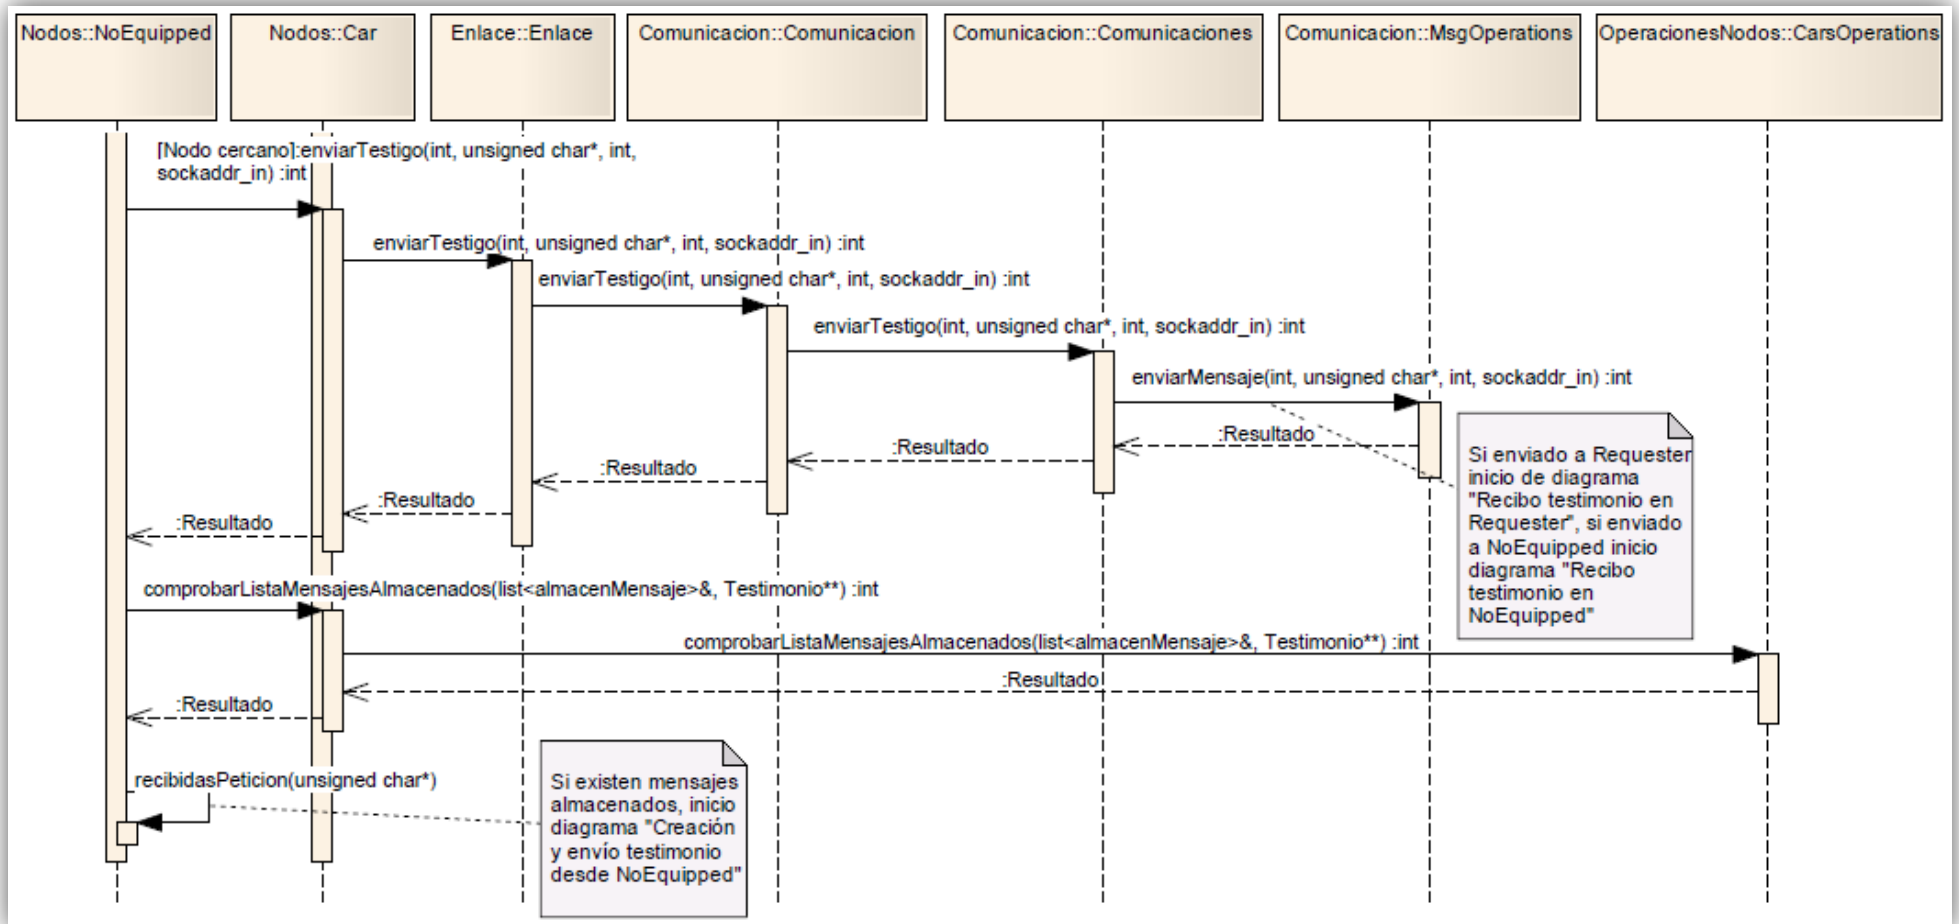 Nodos::NoEquipped
Nodos::Car
Enlace::Enlace
Comunicacion::Comunicacion
Comunicacion::Comunicaciones
Comunicacion::MsgOperations
OperacionesNodos::CarsOperations
[Nodo cercano]:enviarTestigo(int, unsigned char*, int,
sockaddr_in) :int
enviarTestigo(int, unsigned char*, int, sockaddr_in) :int
enviarTestigo(int, unsigned char*, int, sockaddr_in) :int
enviarTestigo(int, unsigned char*, int, sockaddr_in) :int
enviarMensaje(int, unsigned char*, int, sockaddr_in) :int
:Resultado
:Resultado
:Resultado
:Resultado
:Resultado
Si enviado a Requester
inicio de diagrama
"Recibo testimonio en
Requester", si enviado
a NoEquipped inicio
diagrama "Recibo
testimonio en
NoEquipped"
comprobarListaMensajesAlmacenados(list<almacenMensaje>&, Testimonio**) :int
comprobarListaMensajesAlmacenados(list<almacenMensaje>&, Testimonio**) :int
:Resultado
:Resultado
recibidasPeticion(unsigned char*)
Si existen mensajes
almacenados, inicio
diagrama "Creación
y envío testimonio
desde NoEquipped"